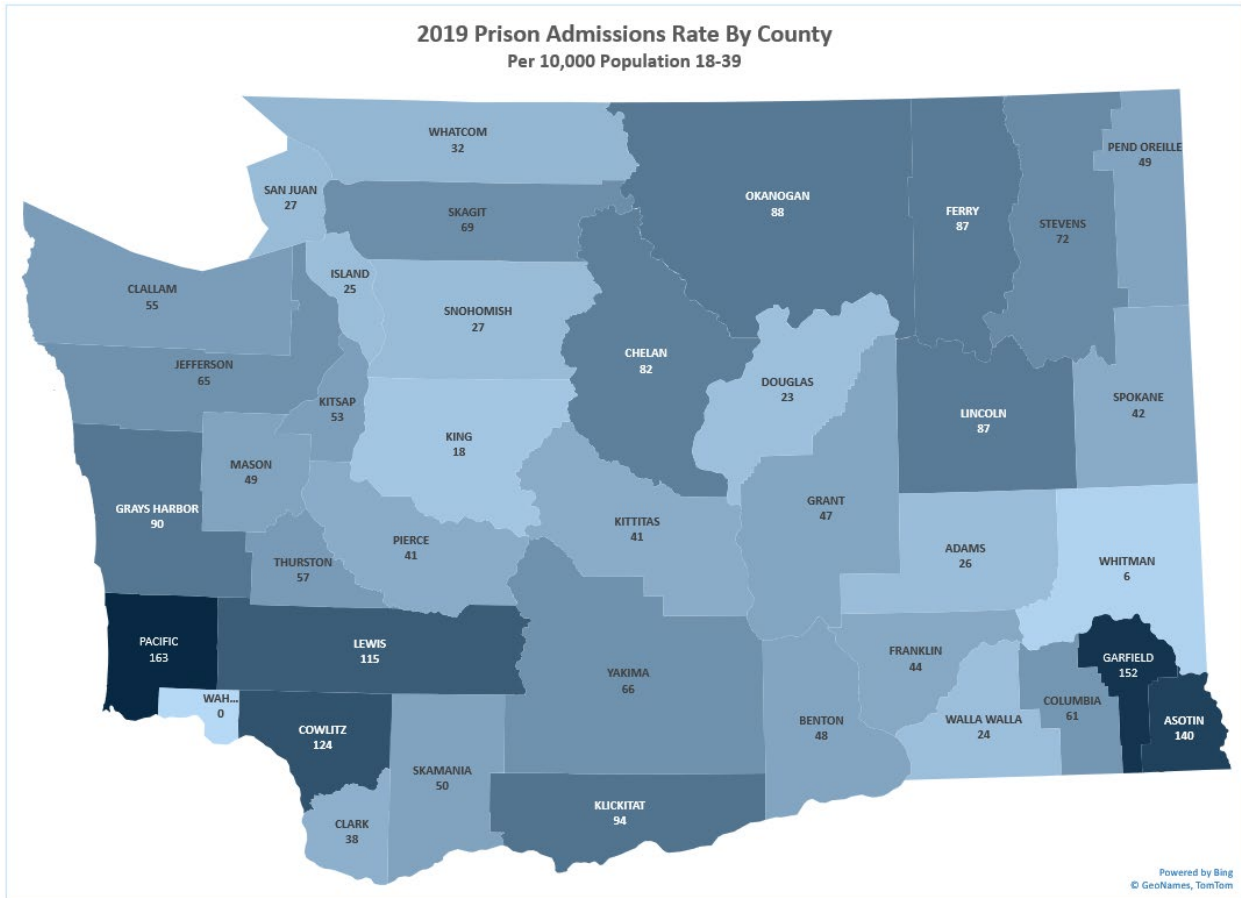 2019 Prison Admissions Rate By County
Per 10,000 Population 18-39
WHATCOM
32
SAN JUAN
27
SKAGIT
69
OKANOGAN
88
FERRY
87
STEVENS
72
PEND OREILLE
49
CLALLAM
55
ISLAND
25
SNOHOMISH
27
CHELAN
82
DOUGLAS
23
JEFFERSON
65
KITSAP
53
KING
18
LINCOLN
87
SPOKANE
42
MASON
49
GRAYS HARBOR
90
THURSTON
57
PIERCE
41
KITTITAS
41
GRANT
47
ADAMS
26
WHITMAN
6
PACIFIC
163
LEWIS
115
YAKIMA
66
FRANKLIN
44
GARFIELD
152
WAH...
0
COWLITZ
124
SKAMANIA
50
BENTON
48
WALLA WALLA
24
COLUMBIA
61
ASOTIN
140
CLARK
38
KLICKITAT
94
Powered by Bing
© GeoNames, TomTom